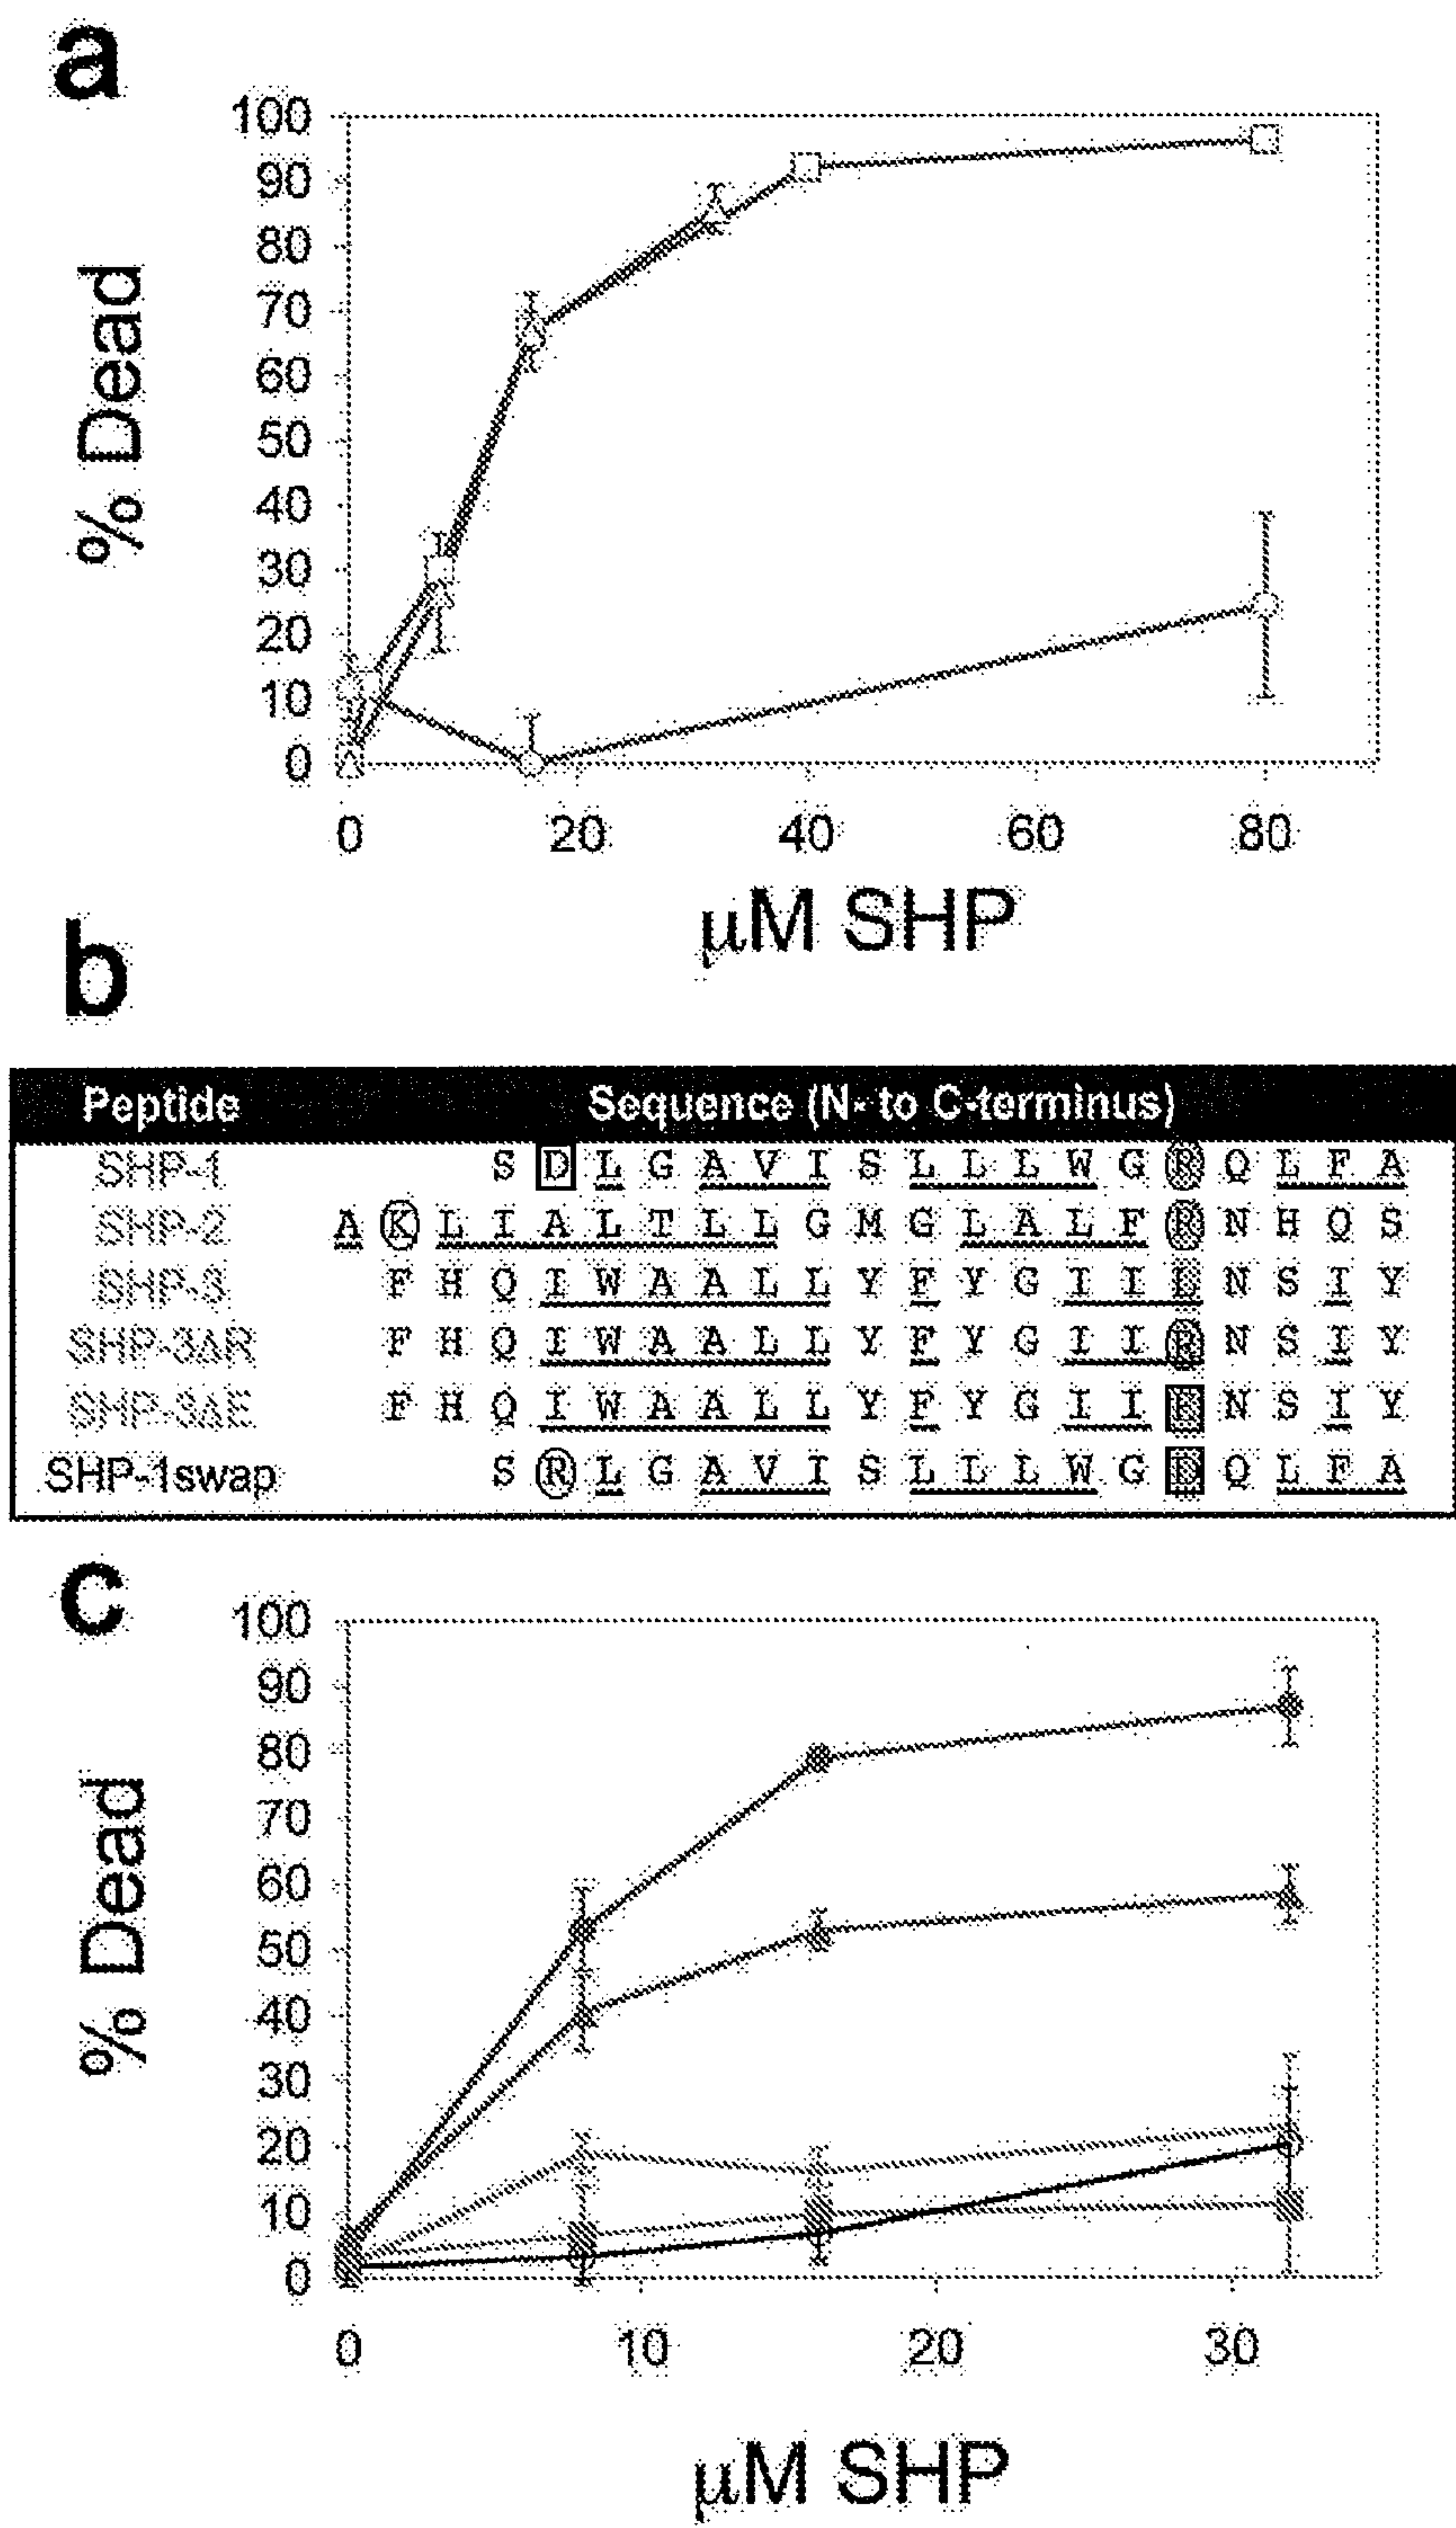 a
100
90
80
70
60
50
40
30
20
10
0
% Dead
0 20 40 60 80
μM SHP
b
Peptide Sequence (N- to C-terminus)
SHP-1 S D L G A V I S L L L W G R Q L F A
SHP-2 A K L I A L T L L G M G L A L F R N H Q S
SHP-3 F H Q I W A A L L Y F Y G I I L N S I Y
SHP-3ΔR F H Q I W A A L L Y F Y G I I R N S I Y
SHP-3ΔE F H Q I W A A L L Y F Y G I I E N S I Y
SHP-1swap S R L G A V I S L L L W G D Q L F A
c
100
90
80
70
60
50
40
30
20
10
0
% Dead
0 10 20 30
μM SHP